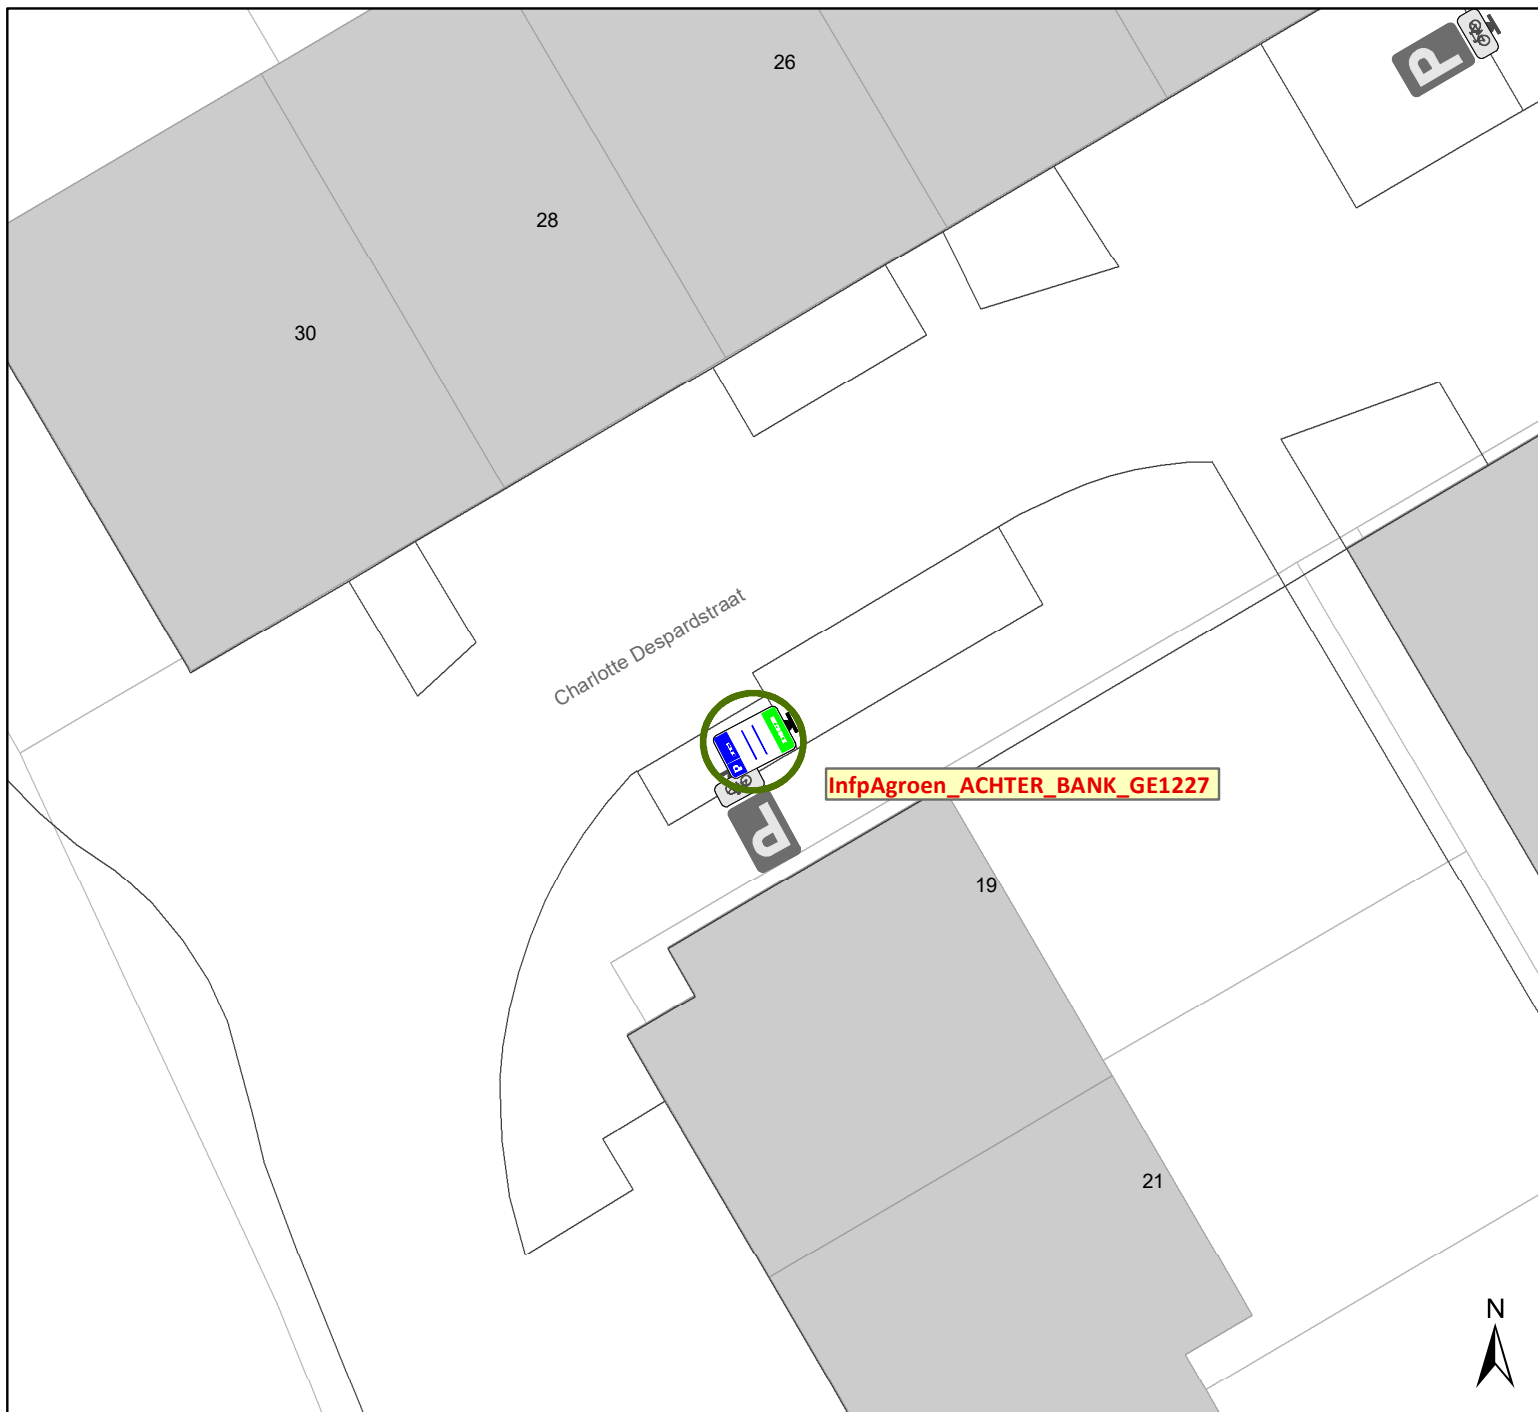 26
P
28
30
Charlotte Despardstraat
P
InfpAgroen_ACHTER_BANK_GE1227
P
19
21
N